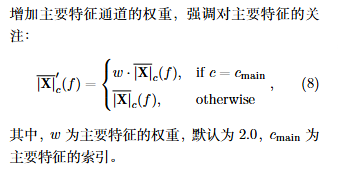 增加主要特征通道的权重，强调对主要特征的关
注：
$\overline{|\mathbf{X}|}'_c(f) = \begin{cases} w \cdot \overline{|\mathbf{X}|}_c(f), & \text{if } c = c_{\text{main}} \\ \overline{|\mathbf{X}|}_c(f), & \text{otherwise} \end{cases}, \quad (8)$
其中，$w$ 为主要特征的权重，默认为 2.0，$c_{\text{main}}$ 为
主要特征的索引。